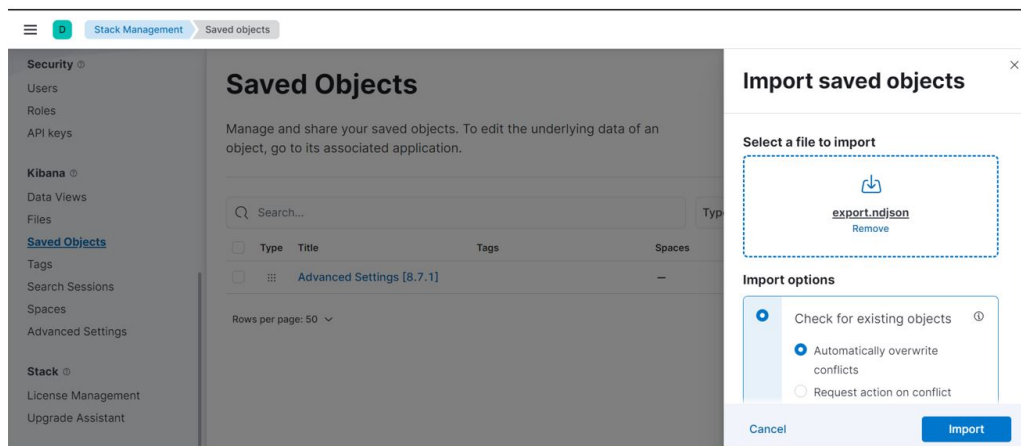 D
Stack Management
Saved objects
Security
Users
Roles
API keys
Kibana
Data Views
Files
Saved Objects
Tags
Search Sessions
Spaces
Advanced Settings
Stack
License Management
Upgrade Assistant
Saved Objects
Manage and share your saved objects. To edit the underlying data of an
object, go to its associated application.
Search...
Typ
Type Title Tags Spaces
Advanced Settings [8.7.1] –
Rows per page: 50
Import saved objects
Select a file to import
export.ndjson
Remove
Import options
Check for existing objects
Automatically overwrite
conflicts
Request action on conflict
Cancel
Import